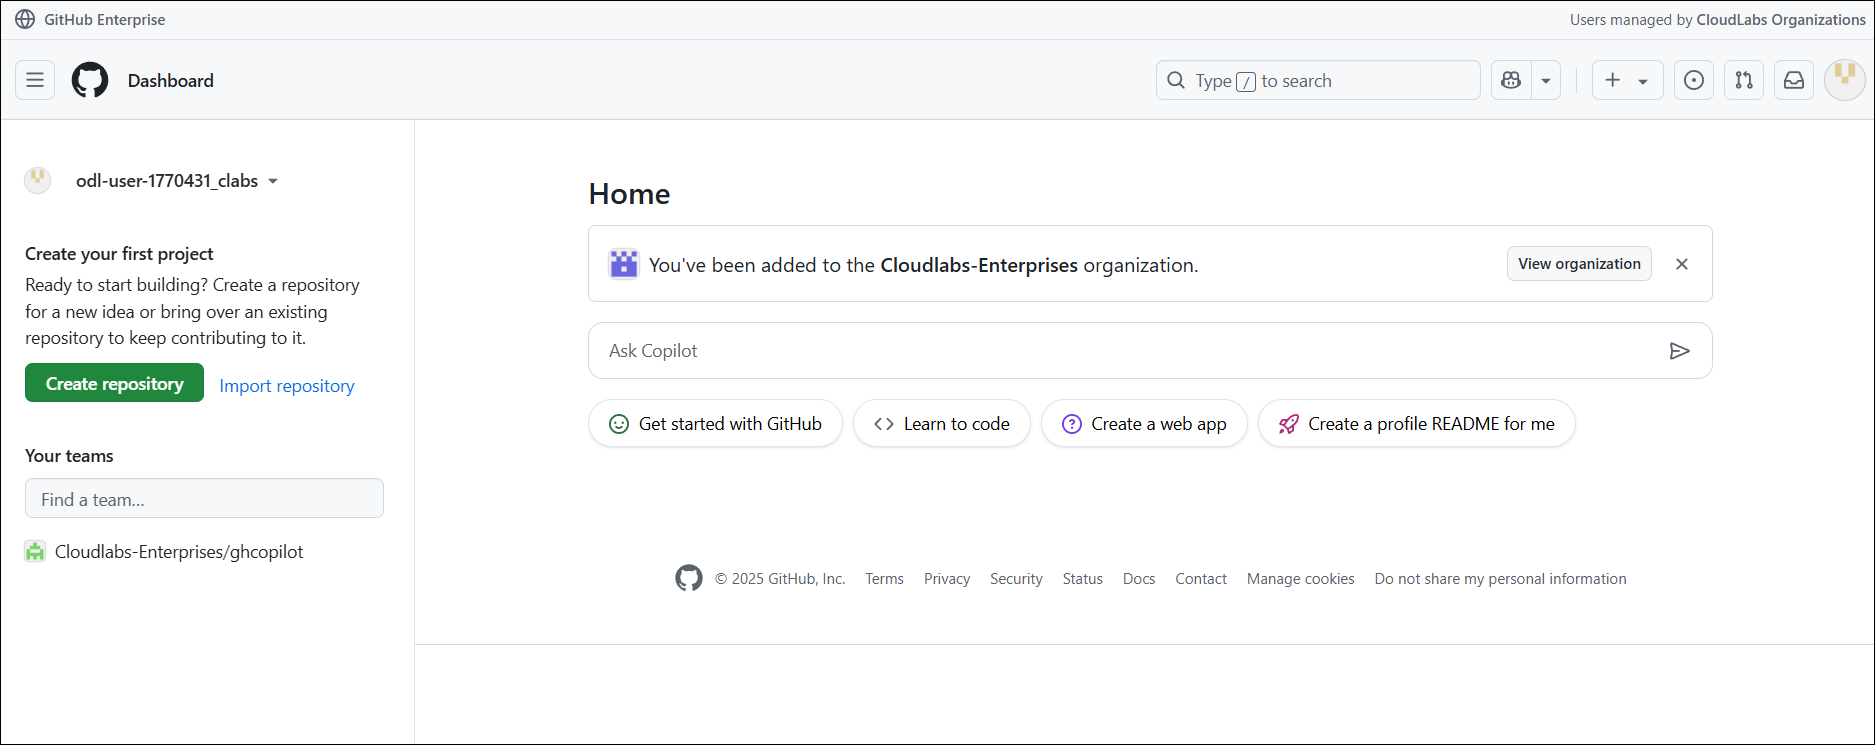 GitHub Enterprise
Users managed by CloudLabs Organizations
Dashboard
Type / to search
odl-user-1770431_clabs
Create your first project
Ready to start building? Create a repository
for a new idea or bring over an existing
repository to keep contributing to it.
Create repository
Import repository
Your teams
Find a team...
Cloudlabs-Enterprises/ghcopilot
Home
You've been added to the Cloudlabs-Enterprises organization.
View organization
Ask Copilot
Get started with GitHub
Learn to code
Create a web app
Create a profile README for me
© 2025 GitHub, Inc.
Terms
Privacy
Security
Status
Docs
Contact
Manage cookies
Do not share my personal information